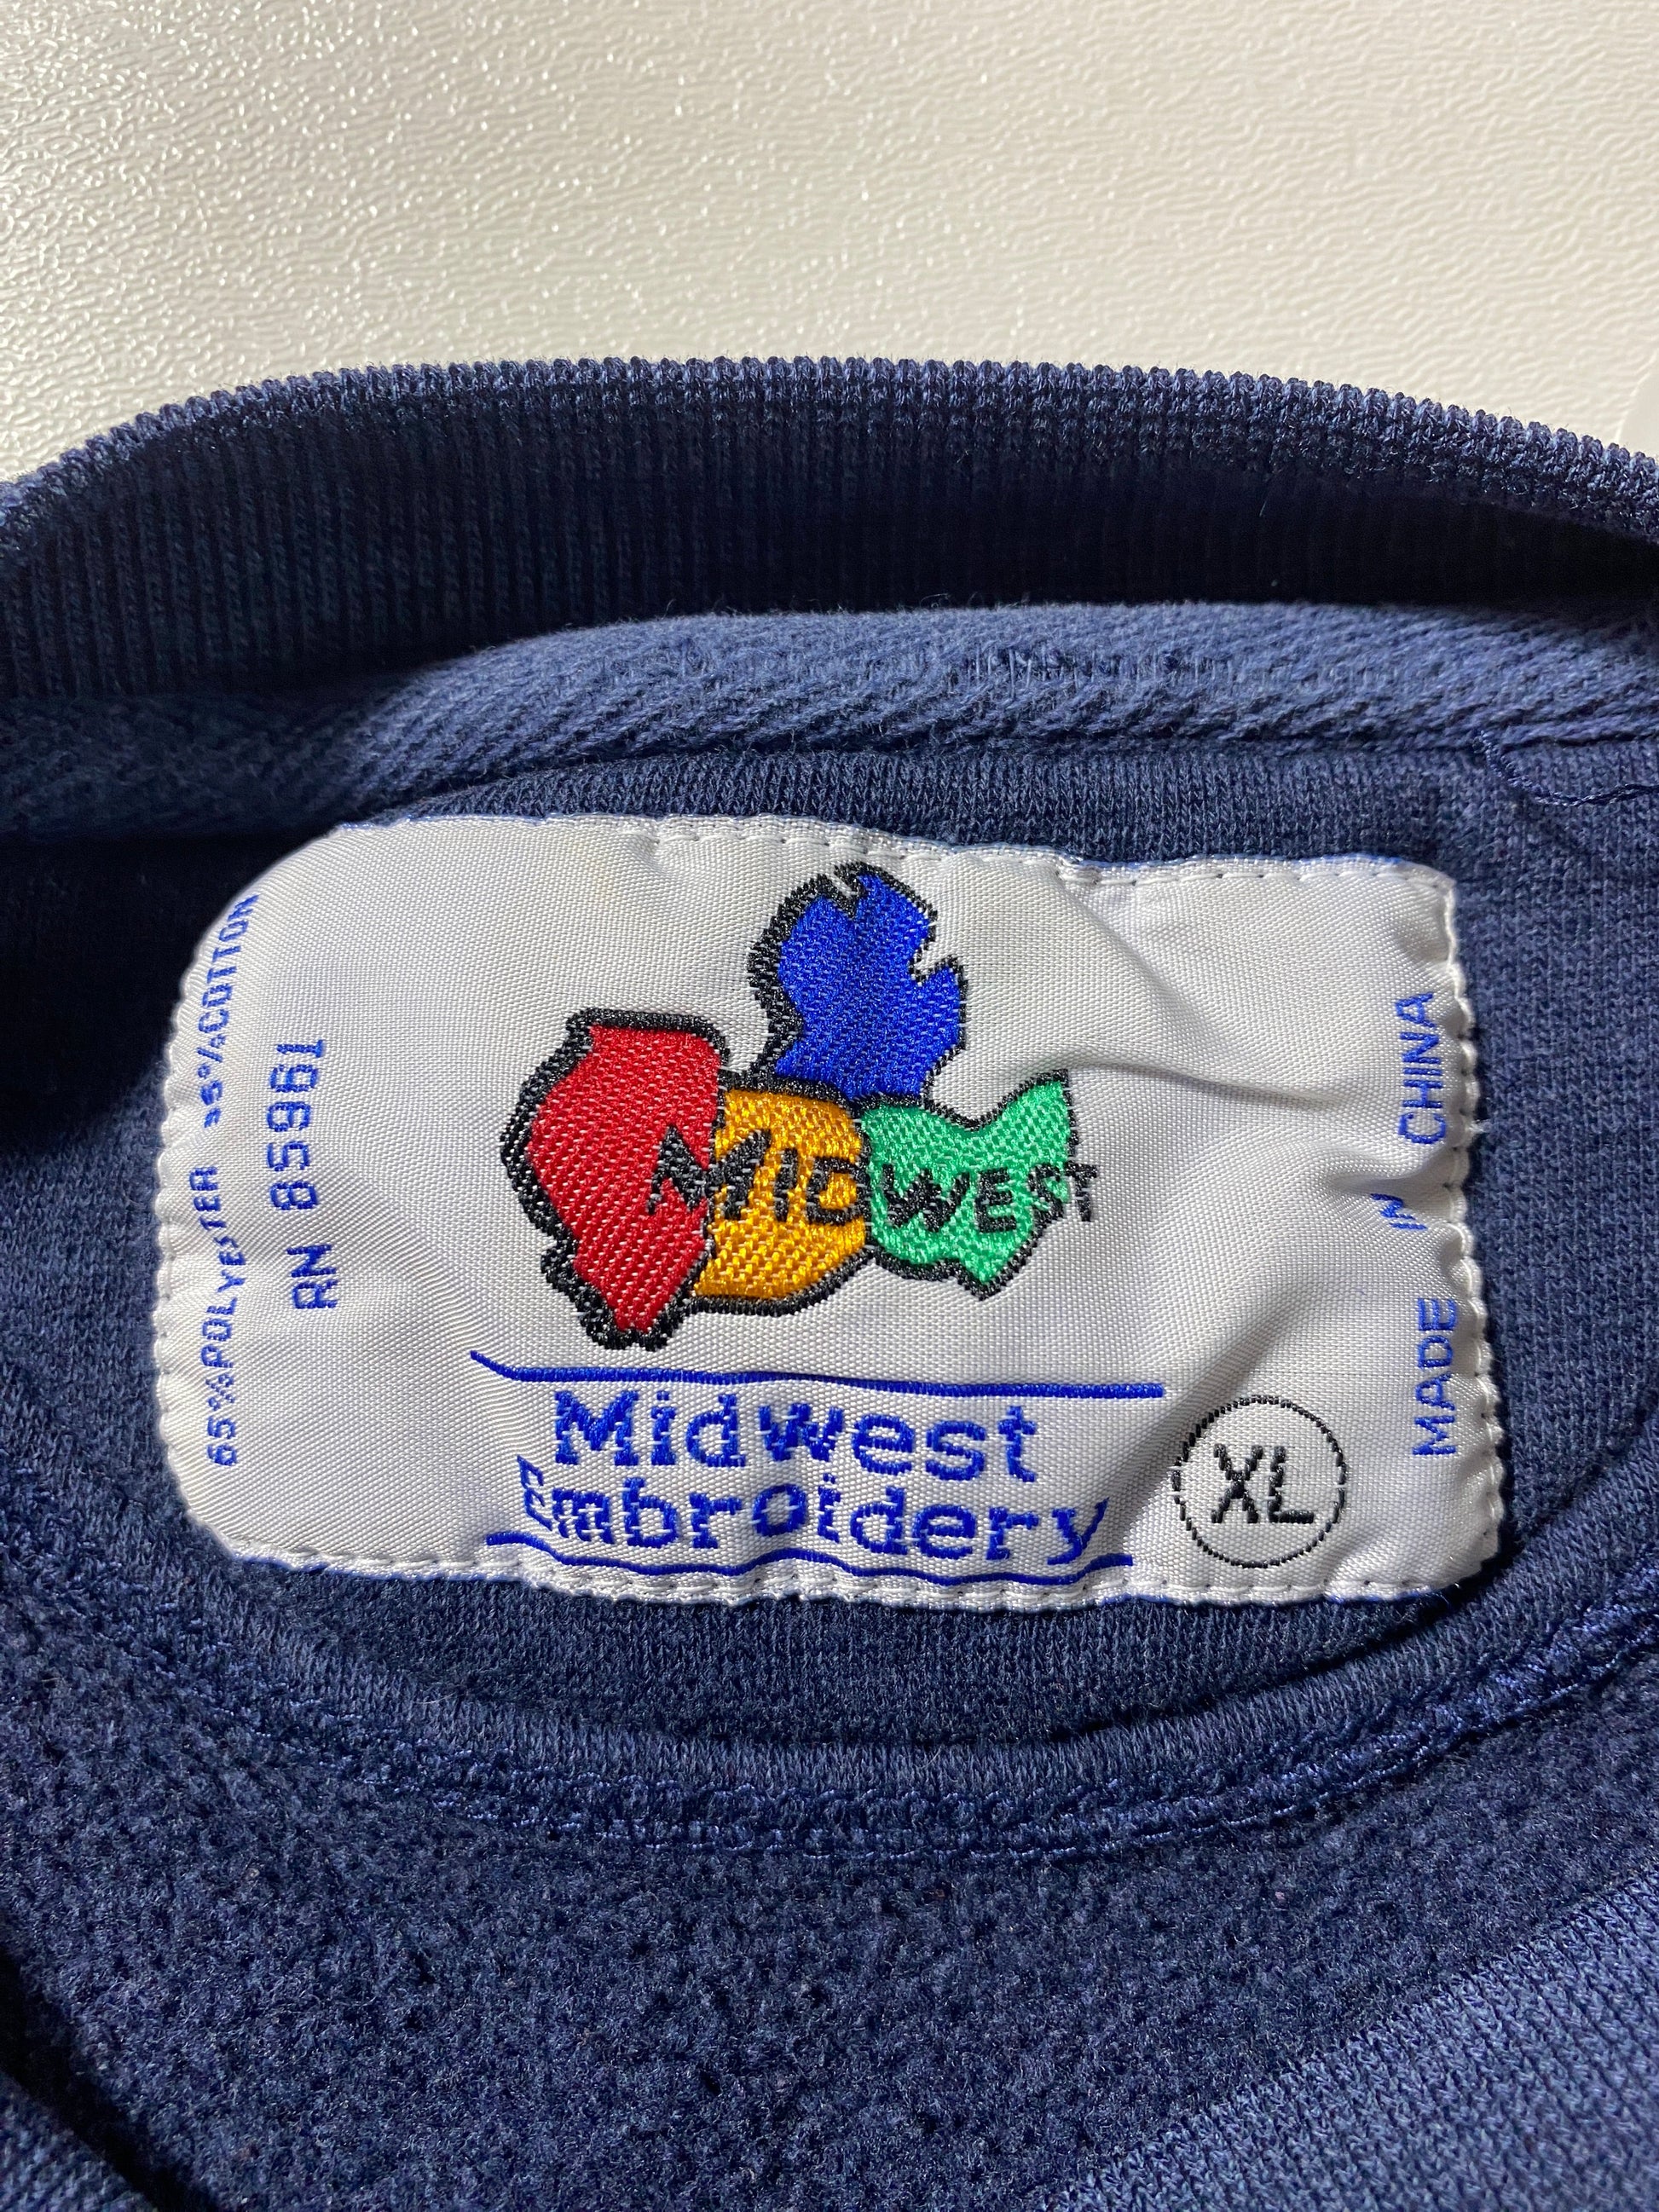 65%POLYESTER 35%COTTON
RN 85961
MIDWEST
Midwest
Embroidery
XL
MADE IN CHINA